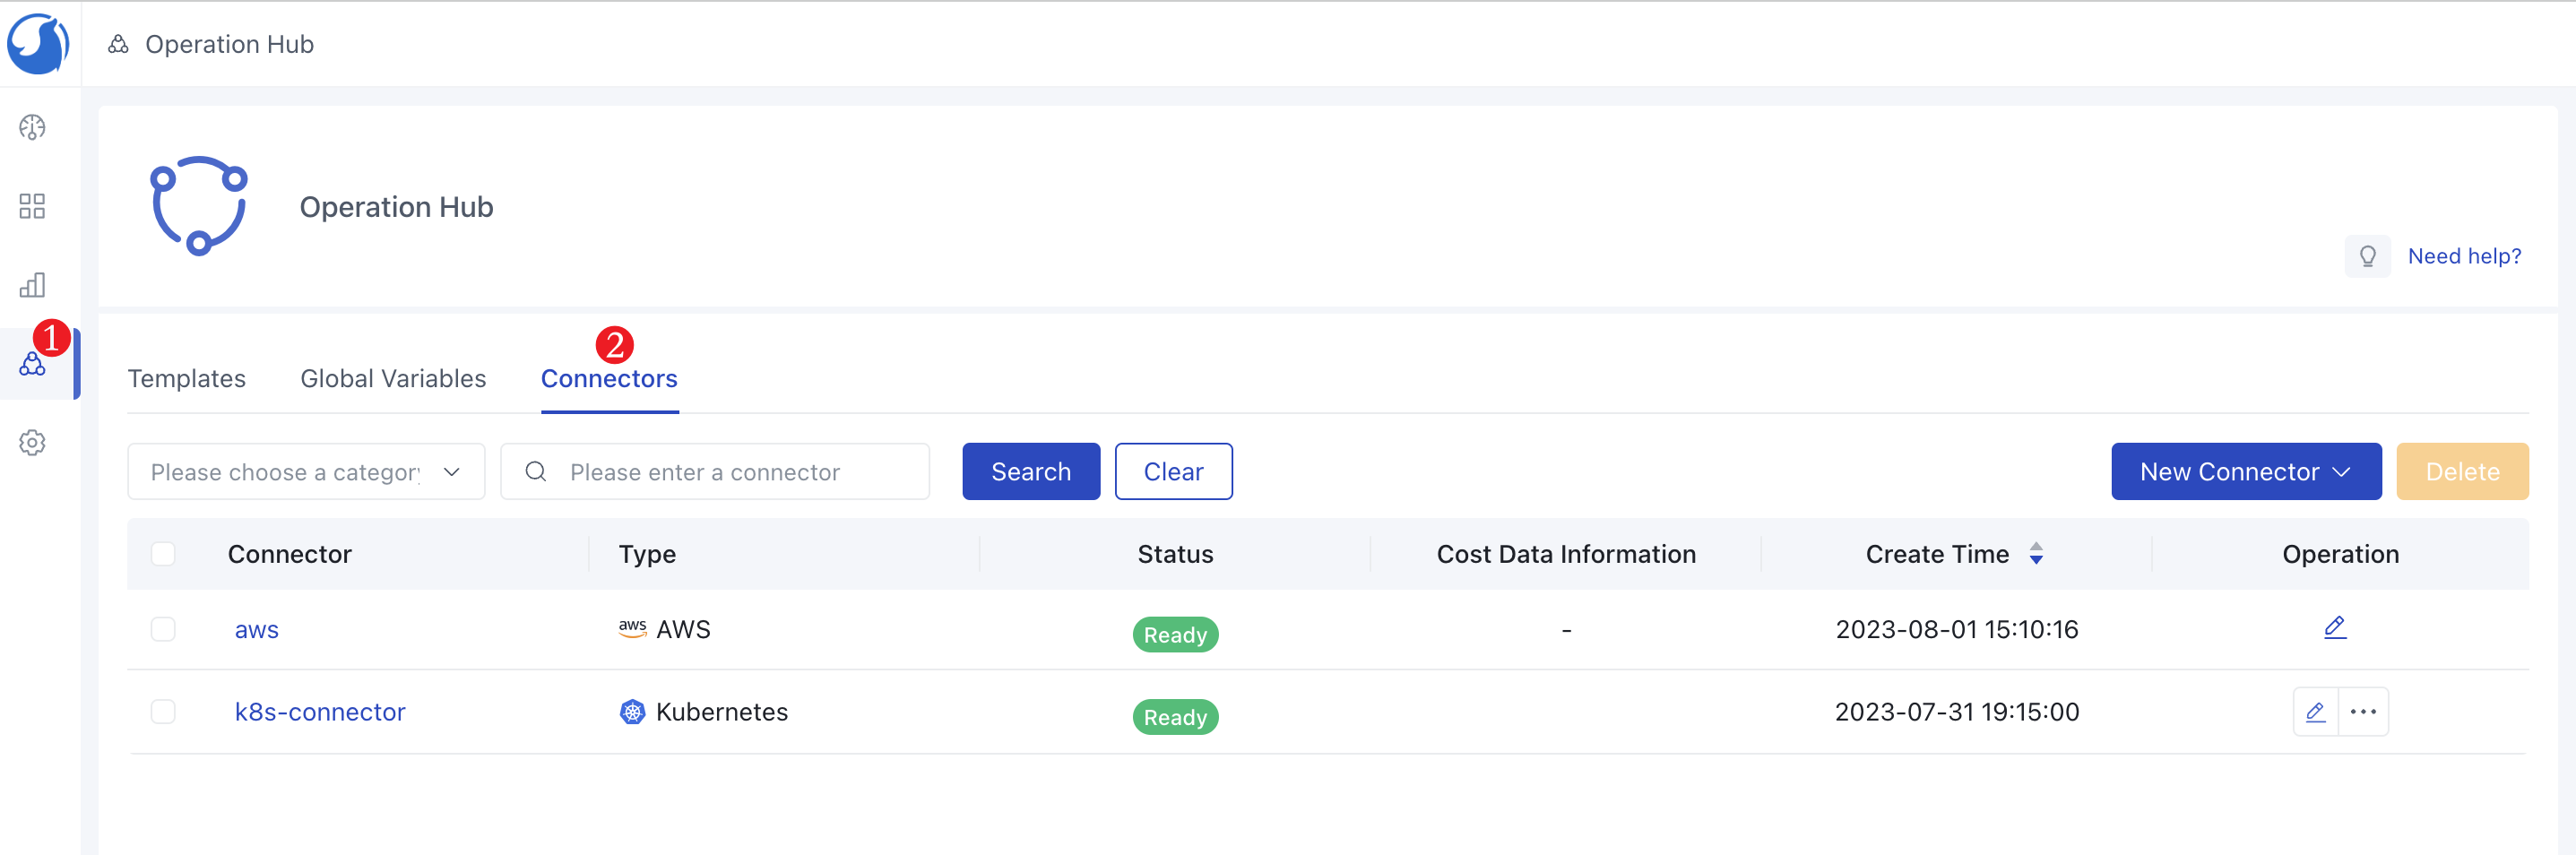 Operation Hub
Operation Hub
Need help?
1
2
Templates Global Variables Connectors
Please choose a category Please enter a connector Search Clear New Connector Delete
Connector Type Status Cost Data Information Create Time Operation
aws aws AWS Ready - 2023-08-01 15:10:16
k8s-connector Kubernetes Ready 2023-07-31 19:15:00